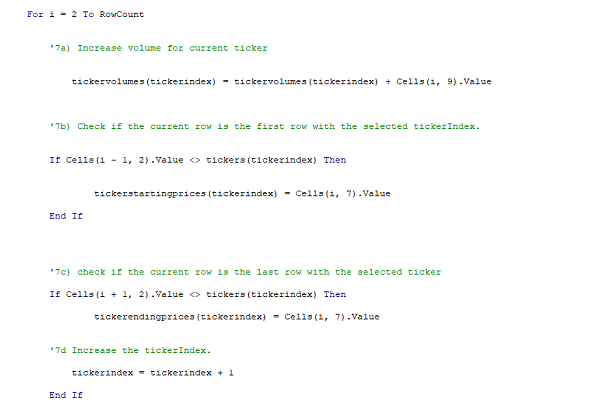 For i = 2 To RowCount
'7a) Increase volume for current ticker
tickervolumes(tickerindex) = tickervolumes(tickerindex) + Cells(i, 9).Value
'7b) Check if the current row is the first row with the selected tickerIndex.
If Cells(i - 1, 2).Value <> tickers(tickerindex) Then
tickerstartingprices(tickerindex) = Cells(i, 7).Value
End If
'7c) check if the current row is the last row with the selected ticker
If Cells(i + 1, 2).Value <> tickers(tickerindex) Then
tickerendingprices(tickerindex) = Cells(i, 7).Value
'7d Increase the tickerIndex.
tickerindex = tickerindex + 1
End If